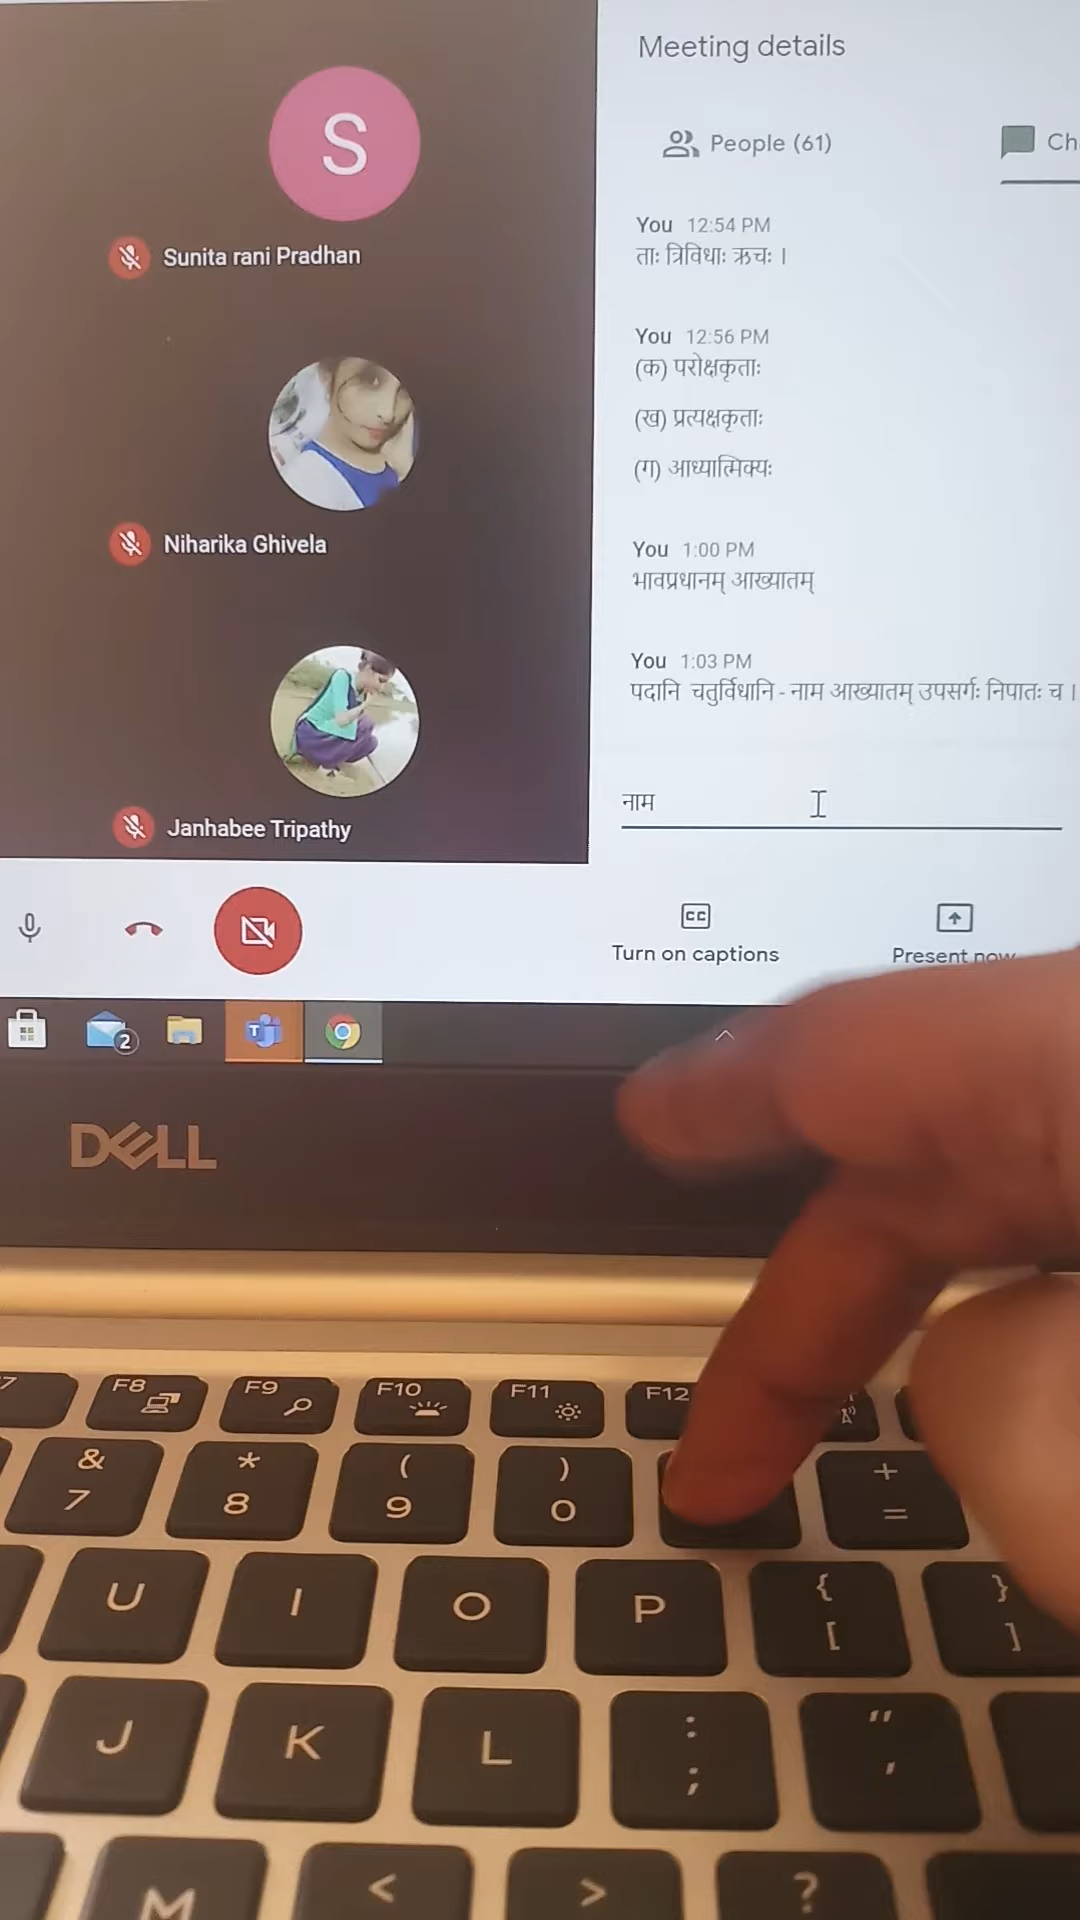 Meeting details
People (61)
Ch
S
Sunita rani Pradhan
You 12:54 PM
ताः त्रिविधाः ऋचः ।
You 12:56 PM
(क) परोक्षकृताः
(ख) प्रत्यक्षकृताः
(ग) आध्यात्मिक्यः
Niharika Ghivela
You 1:00 PM
भावप्रधानम् आख्यातम्
You 1:03 PM
पदानि चतुर्विधानि - नाम आख्यातम् उपसर्गः निपातः च ।
नाम
Janhabee Tripathy
CC
Turn on captions
Present now
2
T
DELL
7 F8 F9 F10 F11 F12
& * ( ) +
7 8 9 0 =
U I O P { }
[ ]
J K L : "
; '
M < > ?